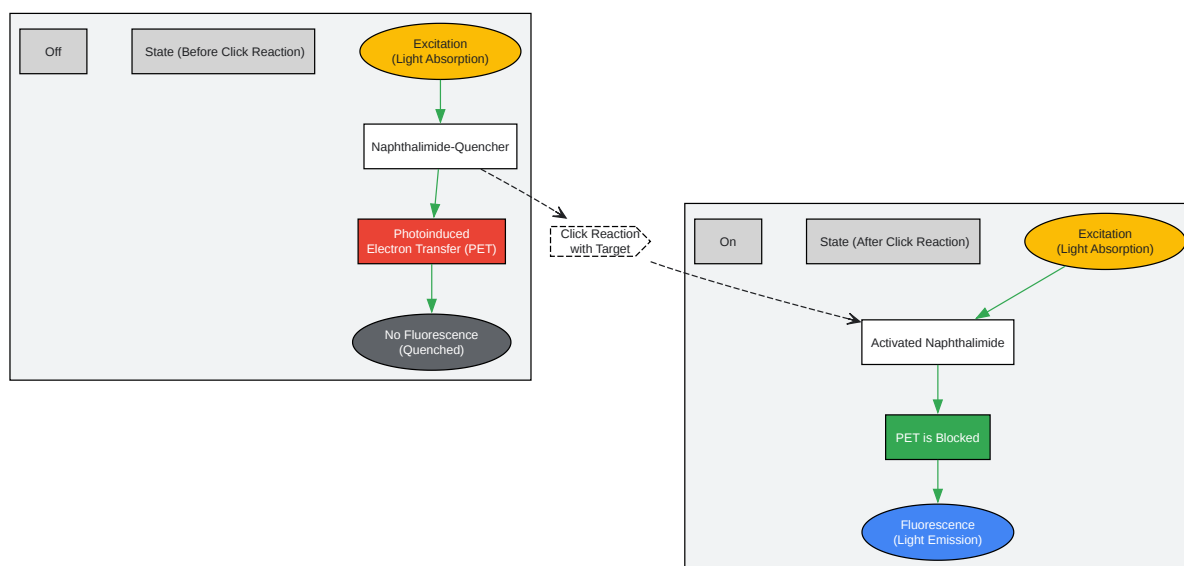 Off
State (Before Click Reaction)
Excitation
(Light Absorption)
Naphthalimide-Quencher
Photoinduced
Electron Transfer (PET)
No Fluorescence
(Quenched)
Click Reaction
with Target
On
State (After Click Reaction)
Excitation
(Light Absorption)
Activated Naphthalimide
PET is Blocked
Fluorescence
(Light Emission)